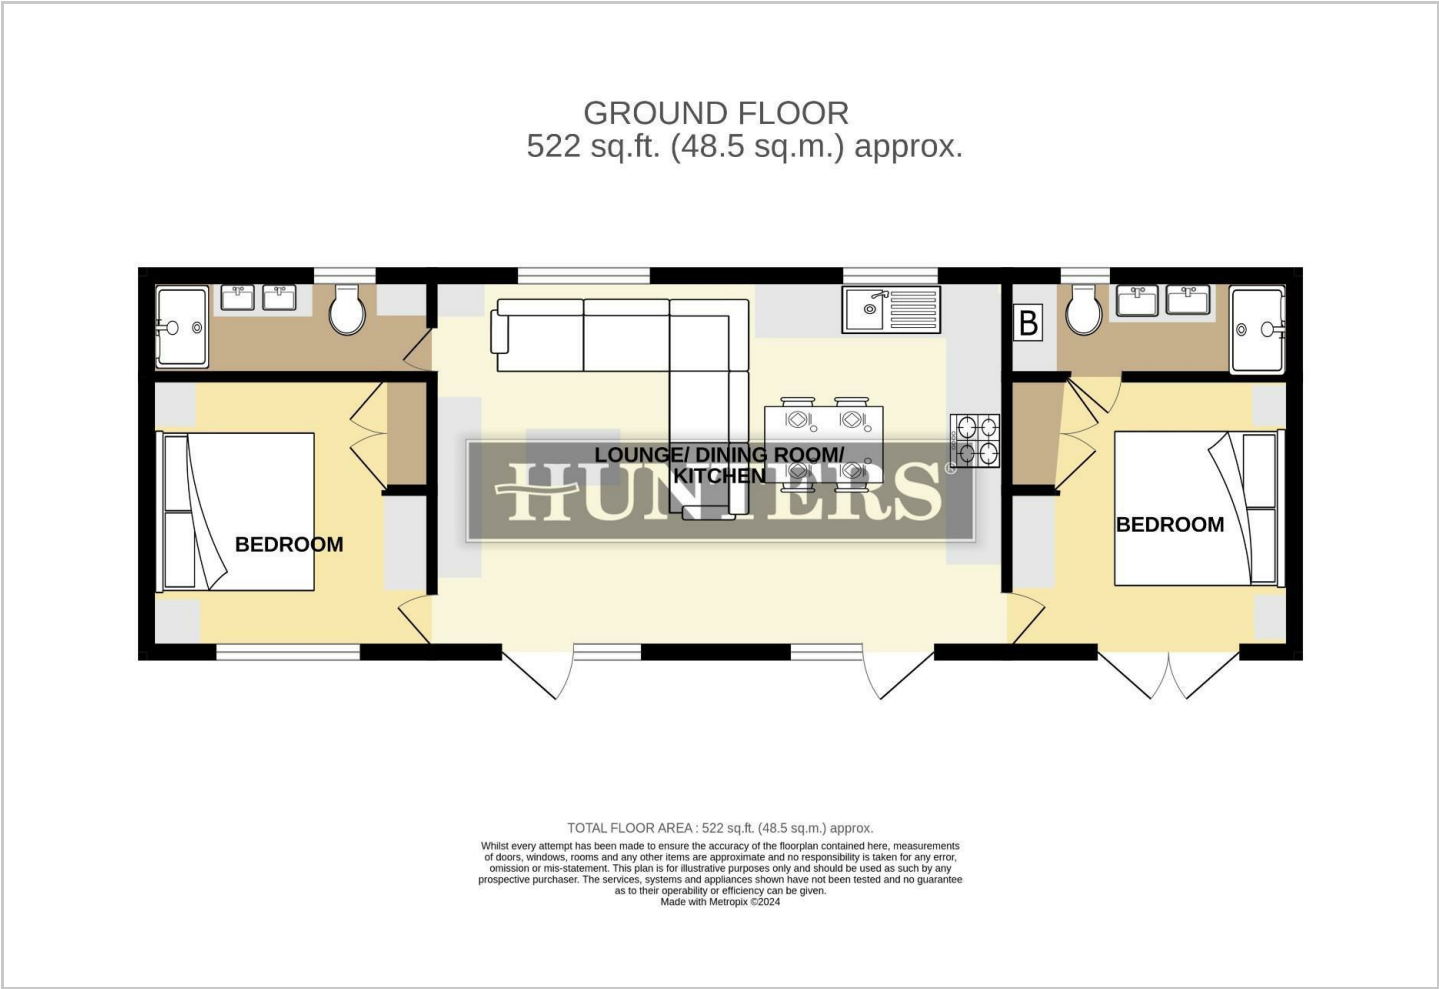 GROUND FLOOR
522 sq.ft. (48.5 sq.m.) approx.
B
LOUNGE/ DINING ROOM/
KITCHEN
HUNTERS®
BEDROOM
BEDROOM
TOTAL FLOOR AREA : 522 sq.ft. (48.5 sq.m.) approx.
Whilst every attempt has been made to ensure the accuracy of the floorplan contained here, measurements
of doors, windows, rooms and any other items are approximate and no responsibility is taken for any error,
omission or mis-statement. This plan is for illustrative purposes only and should be used as such by any
prospective purchaser. The services, systems and appliances shown have not been tested and no guarantee
as to their operability or efficiency can be given.
Made with Metropix ©2024